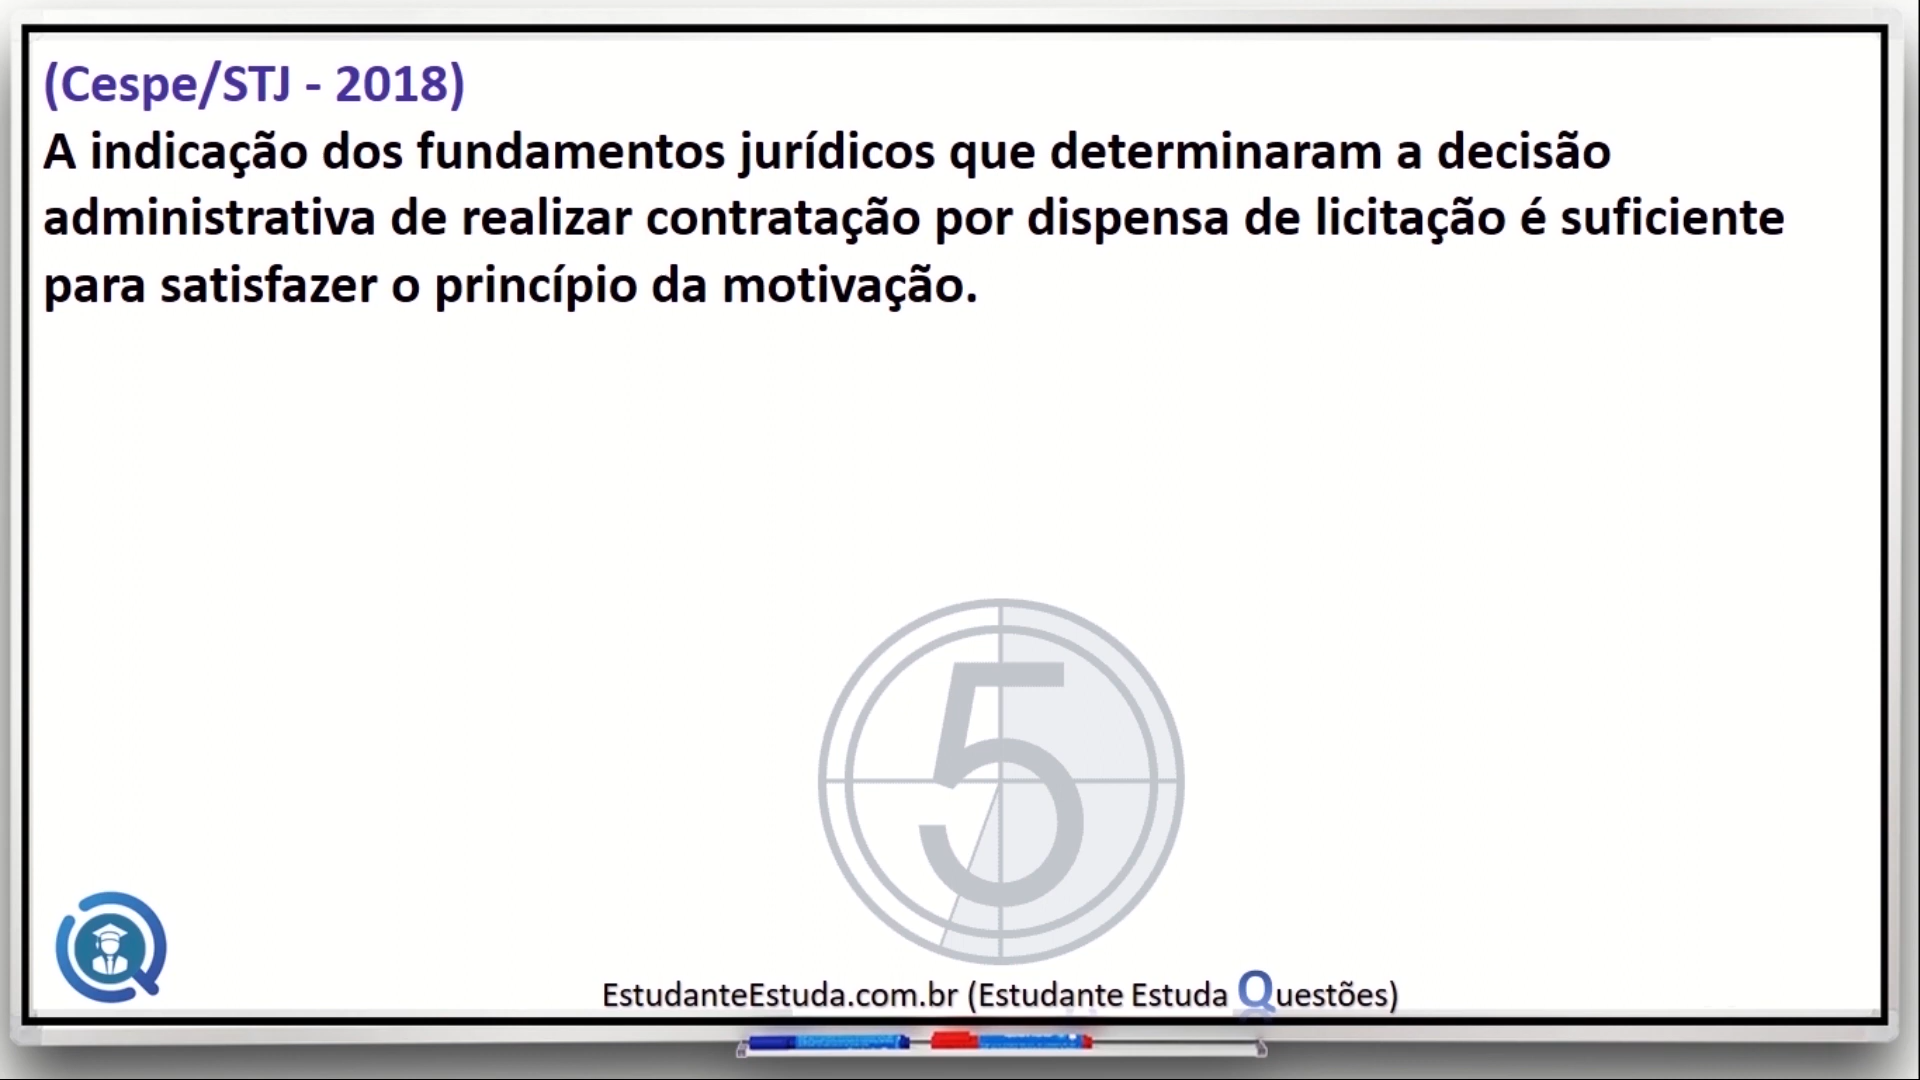 (Cespe/STJ - 2018)
A indicação dos fundamentos jurídicos que determinaram a decisão
administrativa de realizar contratação por dispensa de licitação é suficiente
para satisfazer o princípio da motivação.
5
EstudanteEstuda.com.br (Estudante Estuda Questões)